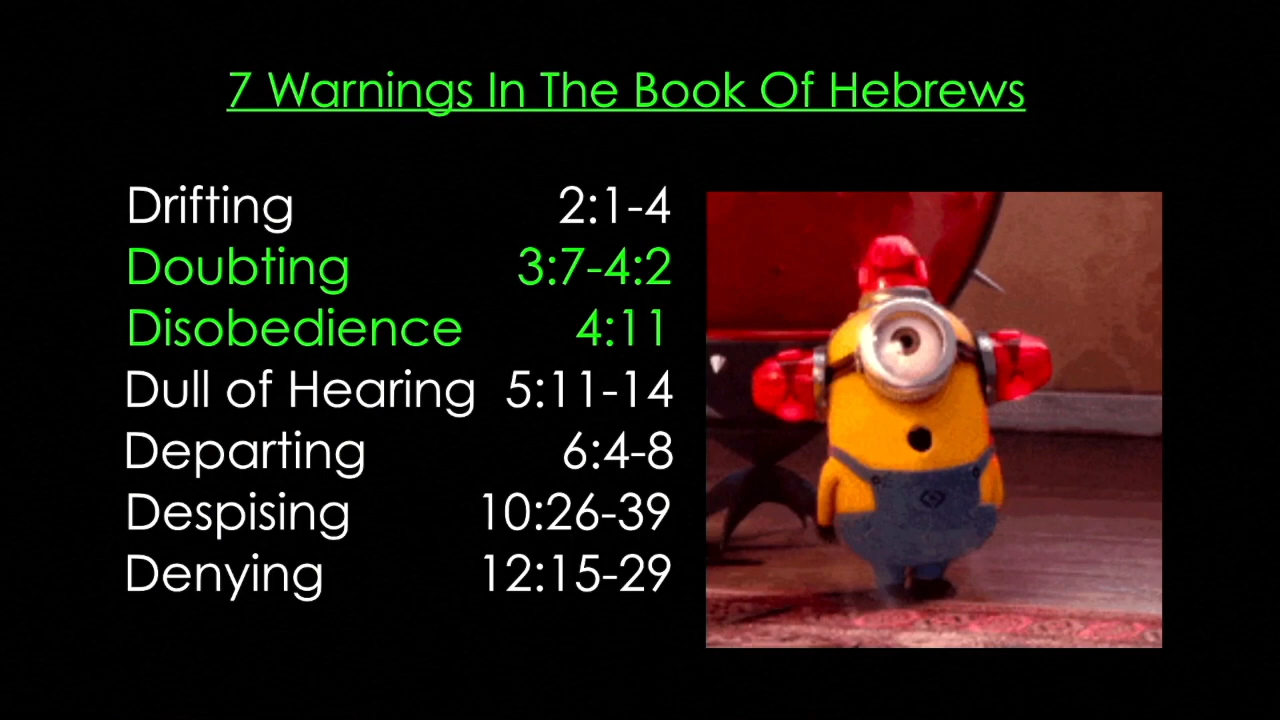 7 Warnings In The Book Of Hebrews
Drifting 2:1-4
Doubting 3:7-4:2
Disobedience 4:11
Dull of Hearing 5:11-14
Departing 6:4-8
Despising 10:26-39
Denying 12:15-29